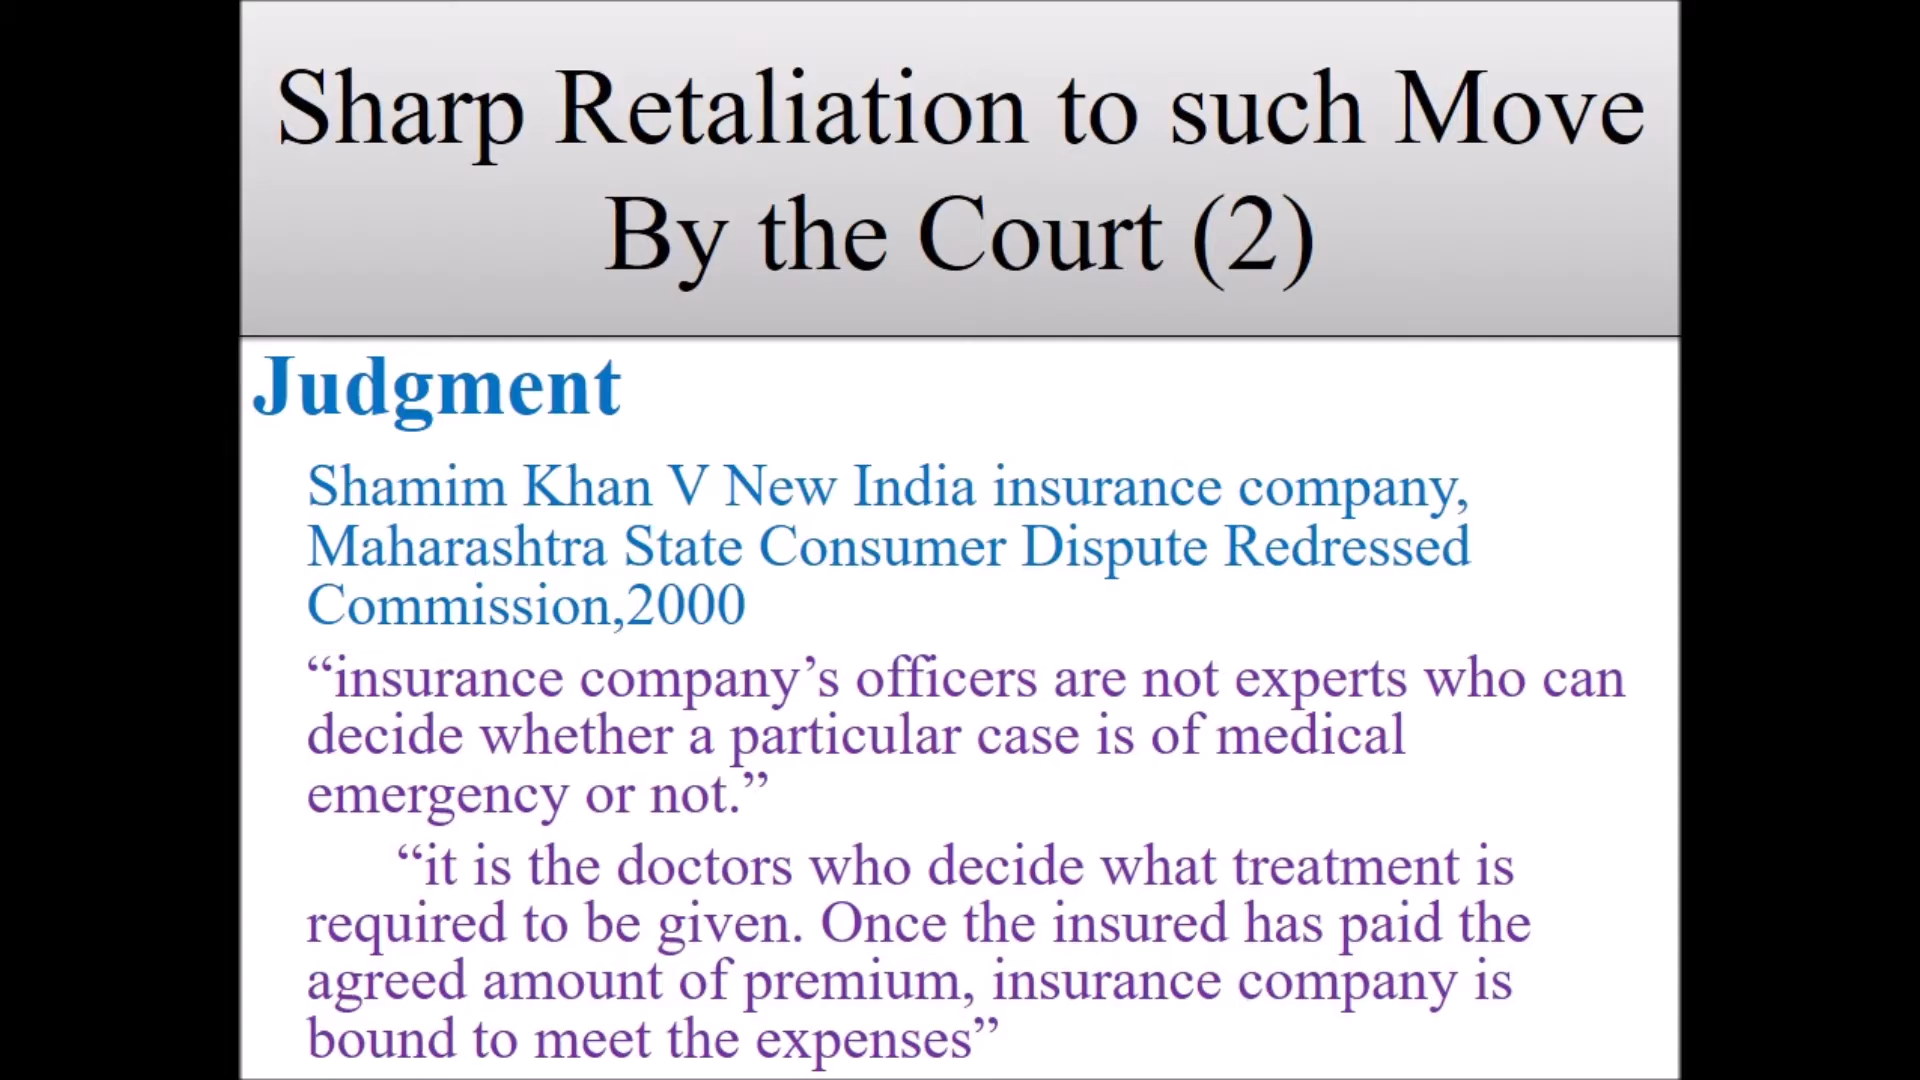 Sharp Retaliation to such Move
By the Court (2)
Judgment
Shamim Khan V New India insurance company,
Maharashtra State Consumer Dispute Redressed
Commission,2000
“insurance company’s officers are not experts who can
decide whether a particular case is of medical
emergency or not.”
“it is the doctors who decide what treatment is
required to be given. Once the insured has paid the
agreed amount of premium, insurance company is
bound to meet the expenses”